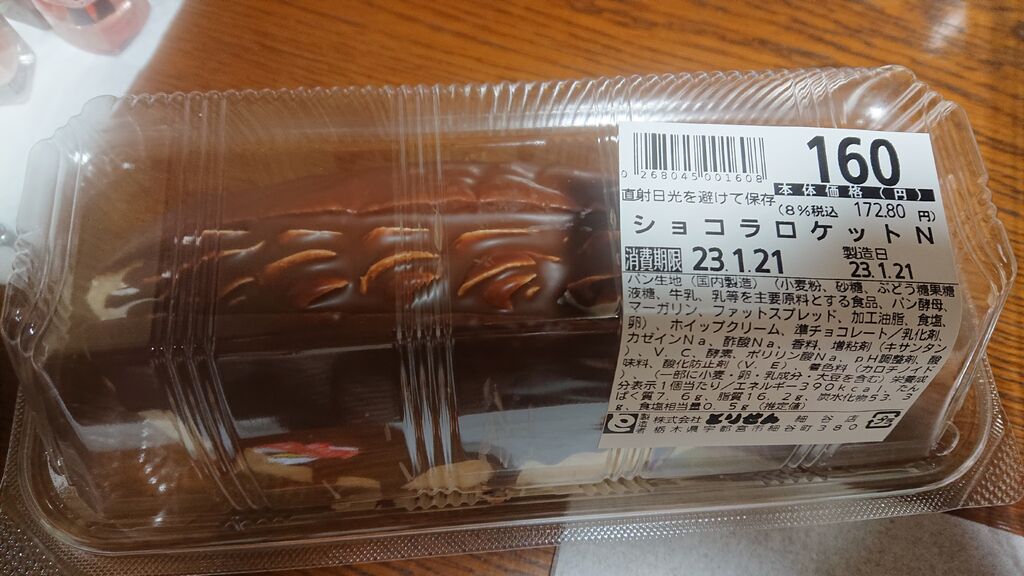 160
0 268045 001608
本体価格(円)
直射日光を避けて保存
(8%税込 172.80 円)
ショコラロケットN
消費期限 23.1.21
製造日
23.1.21
パン生地(国内製造)(小麦粉、砂糖、ぶどう糖果糖
液糖、牛乳、乳等を主要原料とする食品、パン酵母、
マーガリン、ファットスプレッド、加工油脂、食塩、
卵)、ホイップクリーム、準チョコレート/乳化剤、
カゼインNa、酢酸Na、香料、増粘剤(キサンタン
)、V.C、酵素、ポリリン酸Na、pH調整剤、酸
味料、酸化防止剤(V.E)、着色料(カロチノイド
)、(一部に小麦・卵・乳成分・大豆を含む)栄養成
分表示1個当たり/エネルギー390kcal、たん
ぱく質7.6g、脂質16.2g、炭水化物53.3
g、食塩相当量0.5g(推定値)
株式会社 細谷店
栃木県宇都宮市細谷町380